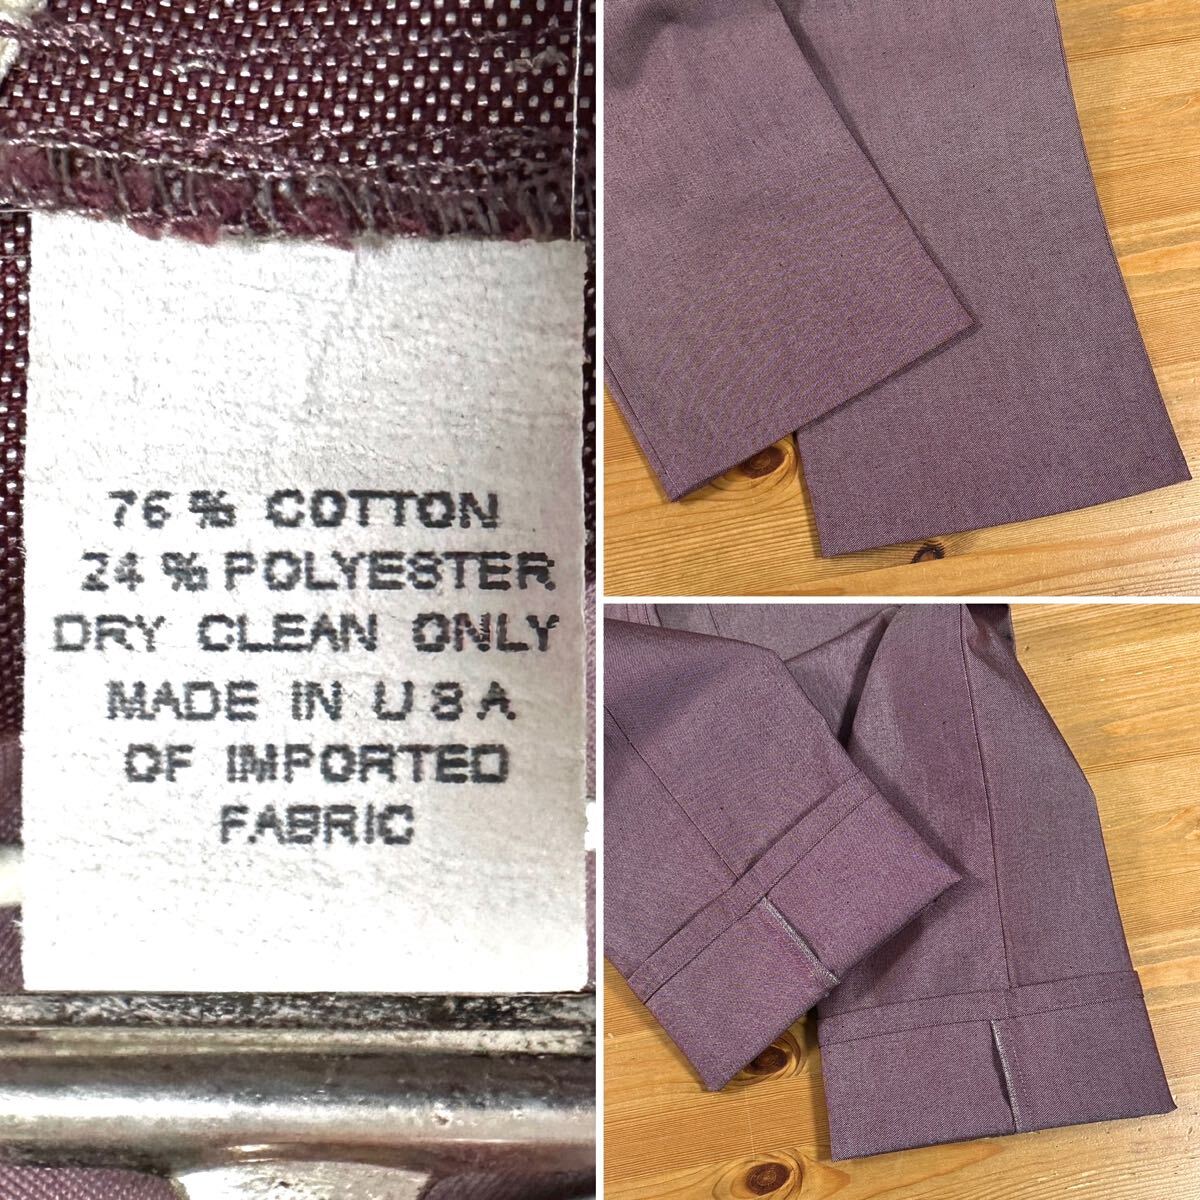 76% COTTON
24% POLYESTER
DRY CLEAN ONLY
MADE IN U S A
OF IMPORTED
FABRIC